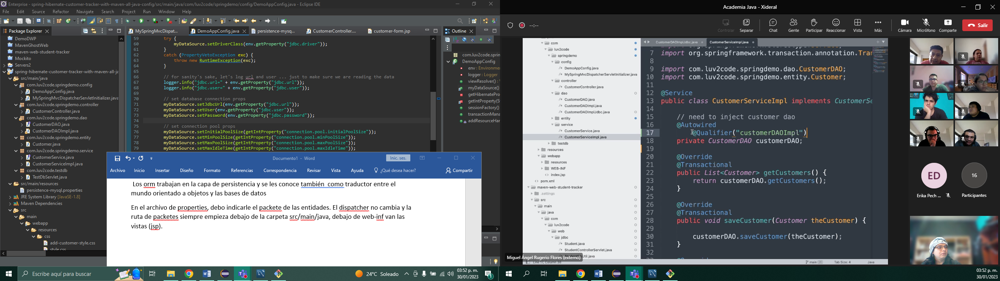 Enterprise - spring-hibernate-customer-tracker-with-maven-all-java-config/src/main/java/com/luv2code/springdemo/config/DemoAppConfig.java - Eclipse IDE
File Edit Source Refactor Navigate Search Project Run Window Help
Package Explorer
DemoDWP
MavenGhostWeb
maven-web-student-tracker
Mockito
Servers2
spring-hibernate-customer-tracker-with-maven-all-ja
src/main/java
com.luv2code.springdemo.config
DemoAppConfig.java
MySpringMvcDispatcherServletInitializer.java
com.luv2code.springdemo.controller
CustomerController.java
com.luv2code.springdemo.dao
CustomerDAO.java
CustomerDAOImpl.java
com.luv2code.springdemo.entity
Customer.java
com.luv2code.springdemo.service
CustomerService.java
CustomerServiceImpl.java
com.luv2code.testdb
TestDbServlet.java
src/main/resources
persistence-mysql.properties
JRE System Library [JavaSE-1.8]
Maven Dependencies
src
main
webapp
resources
css
add-customer-style.css
style.css
MySpringMvcDispat... DemoAppConfig.java persistence-mysq... CustomerController.... customer-form.jsp
59 try {
60 myDataSource.setDriverClass(env.getProperty("jdbc.driver"));
61 }
62 catch (PropertyVetoException exc) {
63 throw new RuntimeException(exc);
64 }
65
66 // for sanity's sake, let's log url and user ... just to make sure we are reading the data
67 logger.info("jdbc.url=" + env.getProperty("jdbc.url"));
68 logger.info("jdbc.user=" + env.getProperty("jdbc.user"));
69
70 // set database connection props
71 myDataSource.setJdbcUrl(env.getProperty("jdbc.url"));
72 myDataSource.setUser(env.getProperty("jdbc.user"));
73 myDataSource.setPassword(env.getProperty("jdbc.password"));
74
75 // set connection pool props
76 myDataSource.setInitialPoolSize(getIntProperty("connection.pool.initialPoolSize"));
77 myDataSource.setMinPoolSize(getIntProperty("connection.pool.minPoolSize"));
78 myDataSource.setMaxPoolSize(getIntProperty("connection.pool.maxPoolSize"));
79 myDataSource.setMaxIdleTime(getIntProperty("connection.pool.maxIdleTime"));
Outline
com.luv2code.sprin
DemoAppConfig
env : Environme
logger : Logger
viewResolver() :
myDataSource()
getHibernatePro
getIntProperty(S
sessionFactory()
transactionMana
addResourceHar
Documento1 - Word
Inic. ses.
Archivo Inicio Insertar Diseño Formato Referencias Correspondencia Revisar Vista Ayuda ¿Qué desea hacer? Compartir
Los orm trabajan en la capa de persistencia y se les conoce también como traductor entre el
mundo orientado a objetos y las bases de datos
En el archivo de properties, debo indicarle el packete de las entidades. El dispatcher no cambia y la
ruta de packetes siempre empieza debajo de la carpeta src/main/java, debajo de web-inf van las
vistas (jsp).
Escribe aquí para buscar
24°C Soleado
03:52 p. m.
30/01/2023
1
Academia Java - Xideral
--:--
Controlar Separar Chat Gente Participar Reaccionar Vista Más Cámara Micrófono Comparte Salir
com
luv2code
springdemo
config
DemoAppConfig.java
MySpringMvcDispatcherServletInitializer.java
controller
CustomerController.java
dao
CustomerDAO.java
CustomerDAOImpl.java
CustomerDAOImplJdbc.java
entity
service
CustomerService.java
CustomerServiceImpl.java
testdb
resources
webapp
resources
WEB-INF
index.jsp
pom.xml
maven-web-student-tracker
.settings
src
main
java
com
luv2code
web
jdbc
Student.java
StudentControllerServlet.java
Miguel Ángel Rugerio Flores (externo)
Line 17, Column 38
CustomerDAOImplJdbc.java CustomerServiceImpl.java
7 import org.springframework.transaction.annotation.Tran
8
9 import com.luv2code.springdemo.dao.CustomerDAO;
10 import com.luv2code.springdemo.entity.Customer;
11
12 @Service
13 public class CustomerServiceImpl implements CustomerSe
14
15 // need to inject customer dao
16 @Autowired
17 @Qualifier("customerDAOImpl")
18 private CustomerDAO customerDAO;
19
20 @Override
21 @Transactional
22 public List<Customer> getCustomers() {
23 return customerDAO.getCustomers();
24 }
25
26 @Override
27 @Transactional
28 public void saveCustomer(Customer theCustomer) {
29
30 customerDAO.saveCustomer(theCustomer);
31 }
32
main 20 Tab Size: 4 Java
ED
Erika Pech ...
16
Participantes
03:52 p. m.
30/01/2023